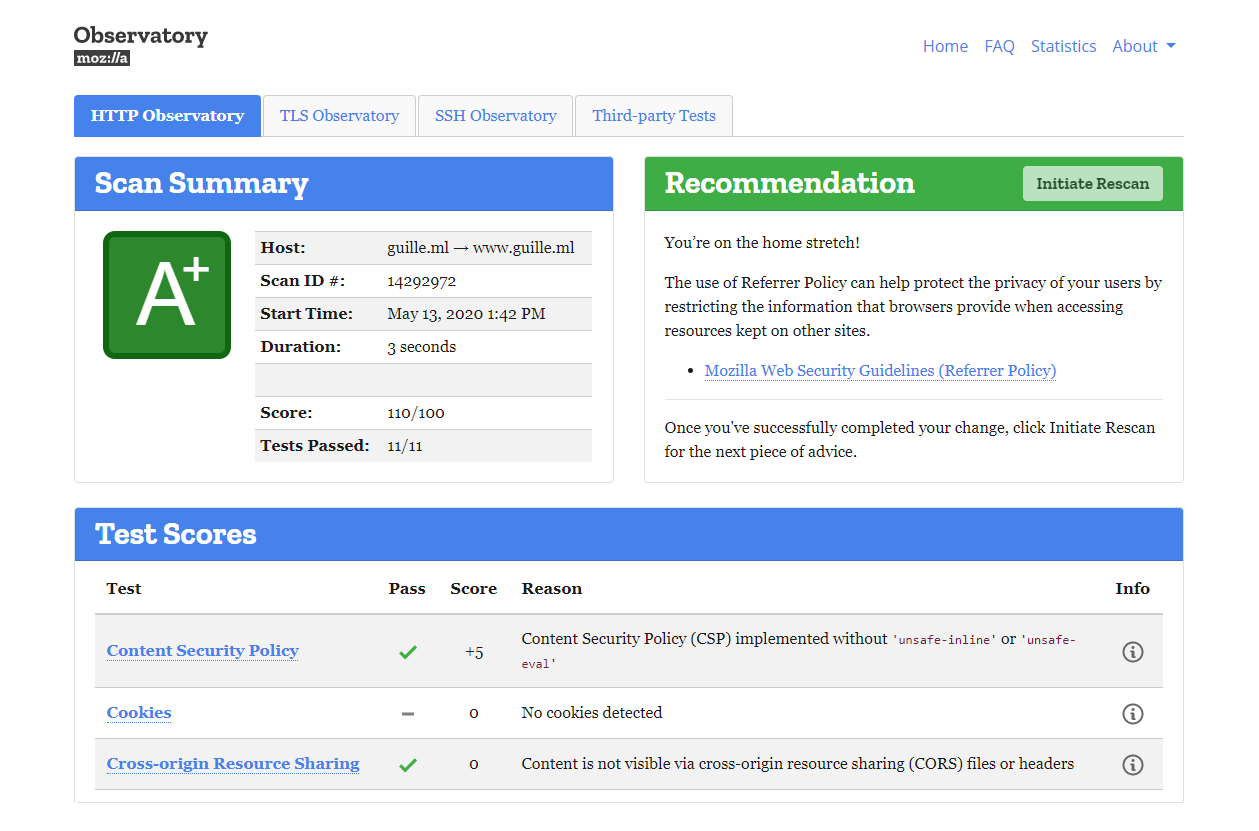 Observatory
moz://a
Home FAQ Statistics About
HTTP Observatory TLS Observatory SSH Observatory Third-party Tests
Scan Summary
A+
Host: guille.ml → www.guille.ml
Scan ID #: 14292972
Start Time: May 13, 2020 1:42 PM
Duration: 3 seconds
Score: 110/100
Tests Passed: 11/11
Recommendation
Initiate Rescan
You’re on the home stretch!
The use of Referrer Policy can help protect the privacy of your users by
restricting the information that browsers provide when accessing
resources kept on other sites.
• Mozilla Web Security Guidelines (Referrer Policy)
Once you've successfully completed your change, click Initiate Rescan
for the next piece of advice.
Test Scores
Test Pass Score Reason Info
Content Security Policy +5 Content Security Policy (CSP) implemented without 'unsafe-inline' or 'unsafe-
eval'
Cookies 0 No cookies detected
Cross-origin Resource Sharing 0 Content is not visible via cross-origin resource sharing (CORS) files or headers